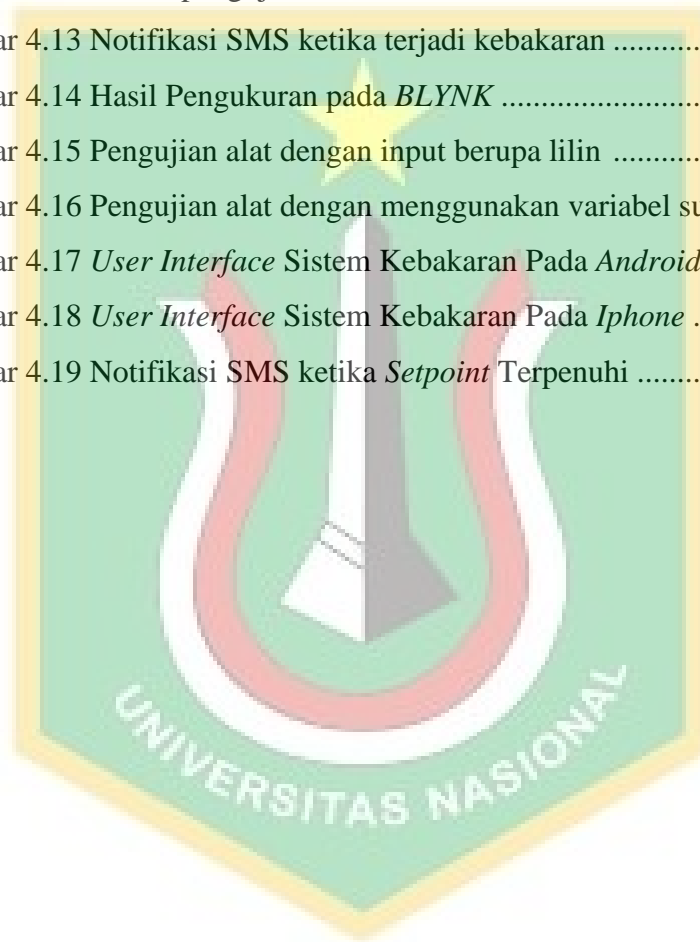 ar 4.13 Notifikasi SMS ketika terjadi kebakaran ............
ar 4.14 Hasil Pengukuran pada BLYNK ........................
ar 4.15 Pengujian alat dengan input berupa lilin ...........
ar 4.16 Pengujian alat dengan menggunakan variabel su
ar 4.17 User Interface Sistem Kebakaran Pada Android
ar 4.18 User Interface Sistem Kebakaran Pada Iphone .
ar 4.19 Notifikasi SMS ketika Setpoint Terpenuhi .........
UNIVERSITAS NASIONAL